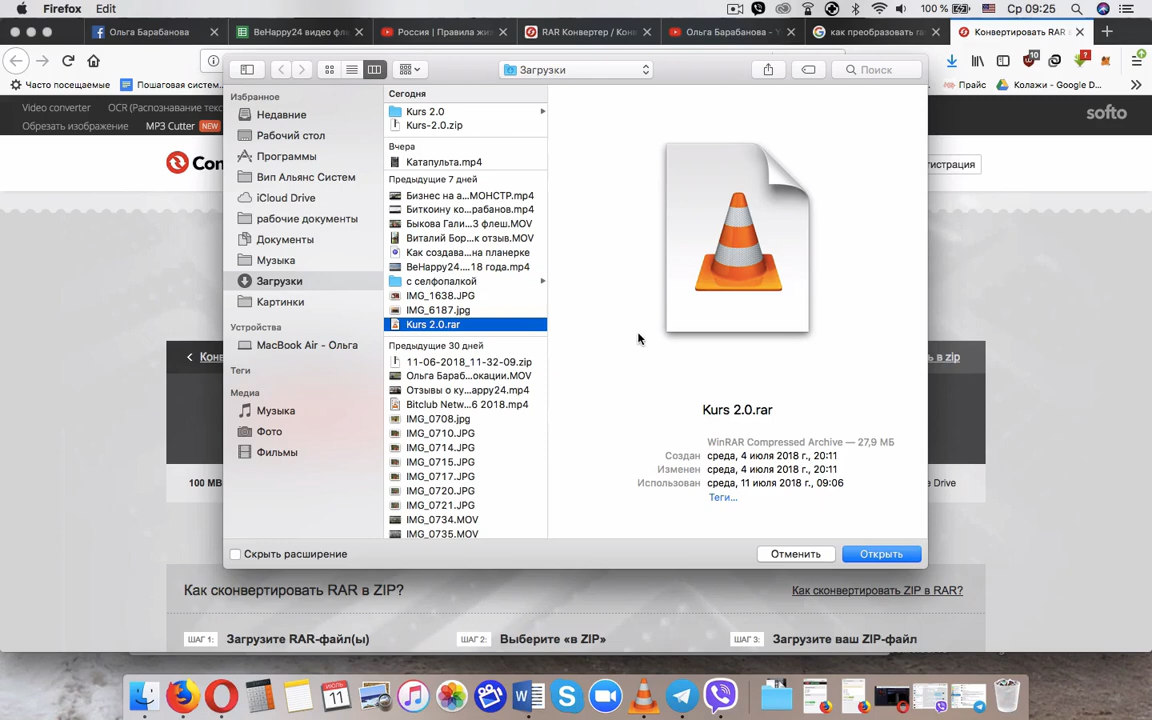 Firefox Edit 100 % Ср 09:25
Ольга Барабанова
BeHappy24 видео фл
Россия | Правила жи
RAR Конвертер / Кон
Ольга Барабанова - Y
как преобразовать
Конвертировать RAR
Часто посещаемые
Платежная систем
Прайс
Колажи - Google D
Загрузки
Поиск
Video converter
OCR (Распознавание текс
Обрезать изображение
MP3 Cutter NEW
softo
Con
гистрация
Избранное
Недавние
Рабочий стол
Программы
Вип Альянс Систем
iCloud Drive
рабочие документы
Документы
Музыка
Загрузки
Картинки
Устройства
MacBook Air - Ольга
Теги
Медиа
Музыка
Фото
Фильмы
Сегодня
Kurs 2.0
Kurs-2.0.zip
Вчера
Катапульта.mp4
Предыдущие 7 дней
Бизнес на а...МОНСТР.mp4
Биткоину ко...рабанов.mp4
Быкова Гали...3 флеш.MOV
Виталий Бор...к отзыв.MOV
Как создава...на планерке
BeHappy24....18 года.mp4
с селфопалкой
IMG_1638.JPG
IMG_6187.jpg
Kurs 2.0.rar
Предыдущие 30 дней
11-06-2018_11-32-09.zip
Ольга Бараб...окации.MOV
Отзывы о ку...appy24.mp4
Bitclub Netw...6 2018.mp4
IMG_0708.jpg
IMG_0710.JPG
IMG_0714.JPG
IMG_0715.JPG
IMG_0717.JPG
IMG_0720.JPG
IMG_0721.JPG
IMG_0734.MOV
IMG_0735.MOV
Kurs 2.0.rar
WinRAR Compressed Archive — 27,9 МБ
Создан среда, 4 июля 2018 г., 20:11
Изменен среда, 4 июля 2018 г., 20:11
Использован среда, 11 июля 2018 г., 09:06
Теги...
Скрыть расширение
Отменить
Открыть
Кон
в zip
100 MB
e Drive
Как сконвертировать RAR в ZIP?
Как сконвертировать ZIP в RAR?
ШАГ 1: Загрузите RAR-файл(ы)
ШАГ 2: Выберите «в ZIP»
ШАГ 3: Загрузите ваш ZIP-файл
ИЮЛЬ
11